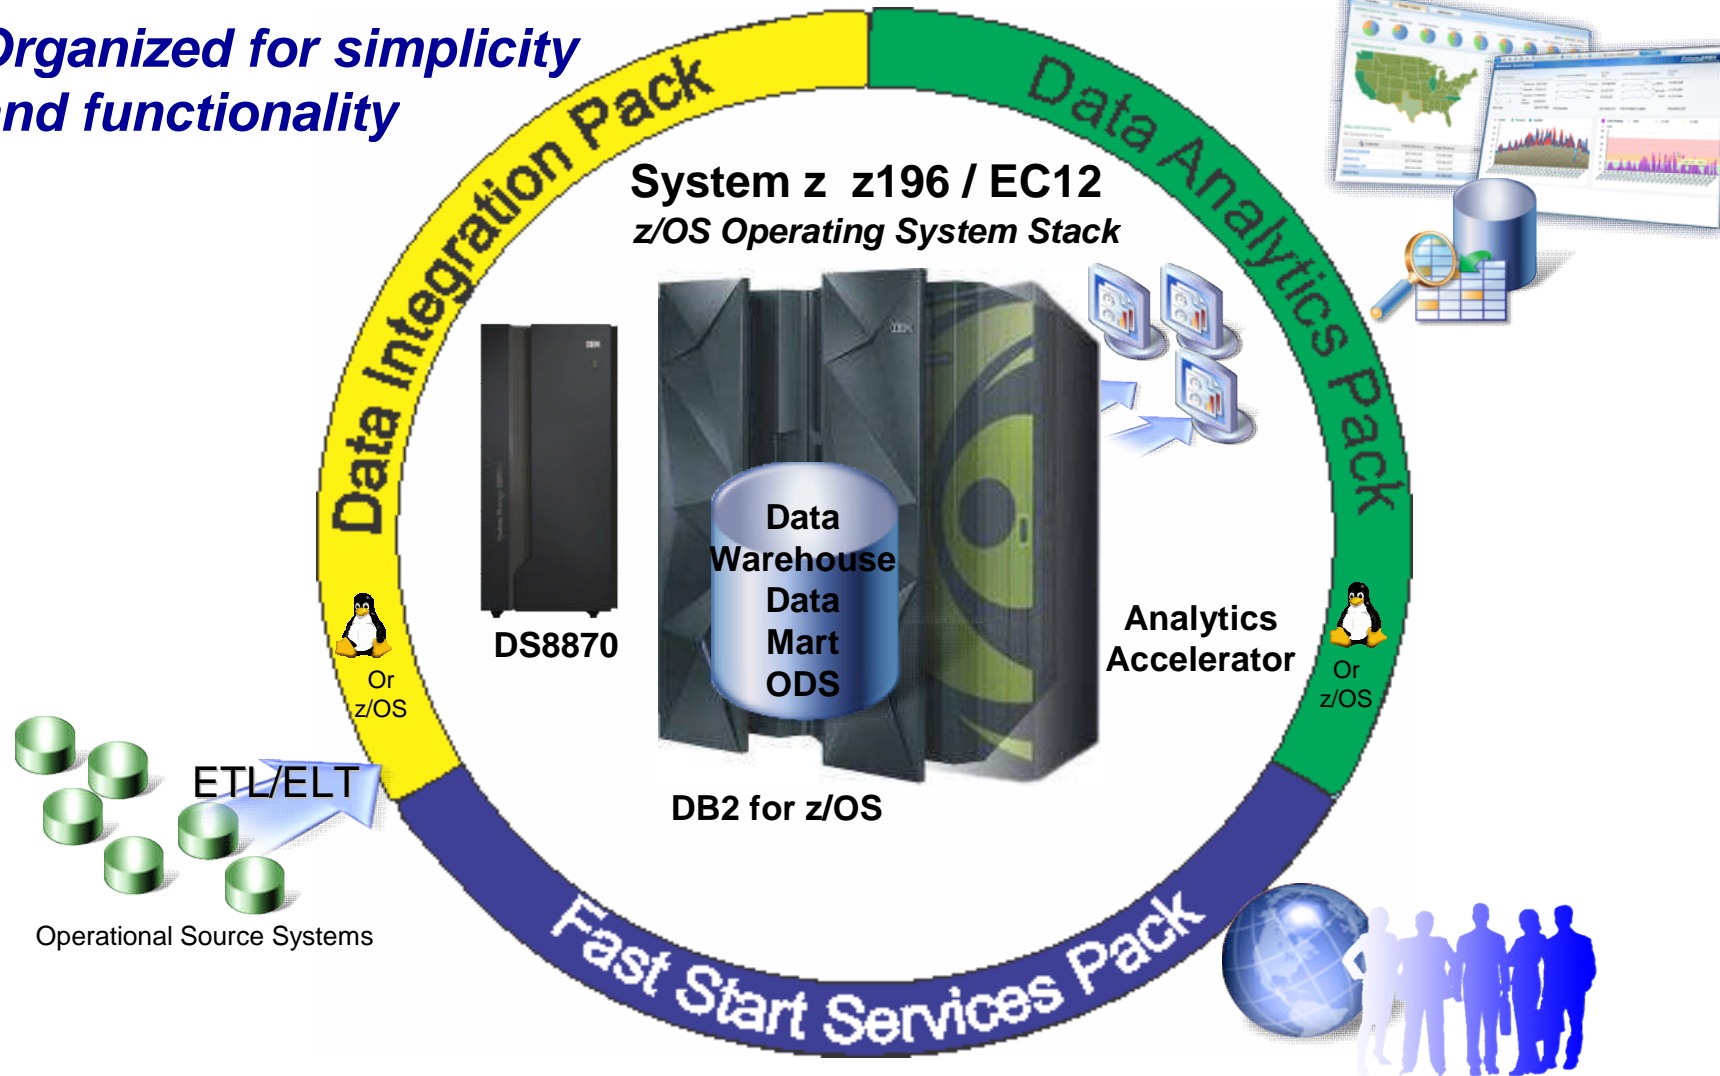 Organized for simplicity
and functionality
Data Integration Pack
Data Analytics Pack
System z z196 / EC12
z/OS Operating System Stack
IBM
IBM
Data
Warehouse
Data
Mart
ODS
DS8870
Analytics
Accelerator
Or
z/OS
Or
z/OS
ETL/ELT
DB2 for z/OS
Operational Source Systems
Fast Start Services Pack